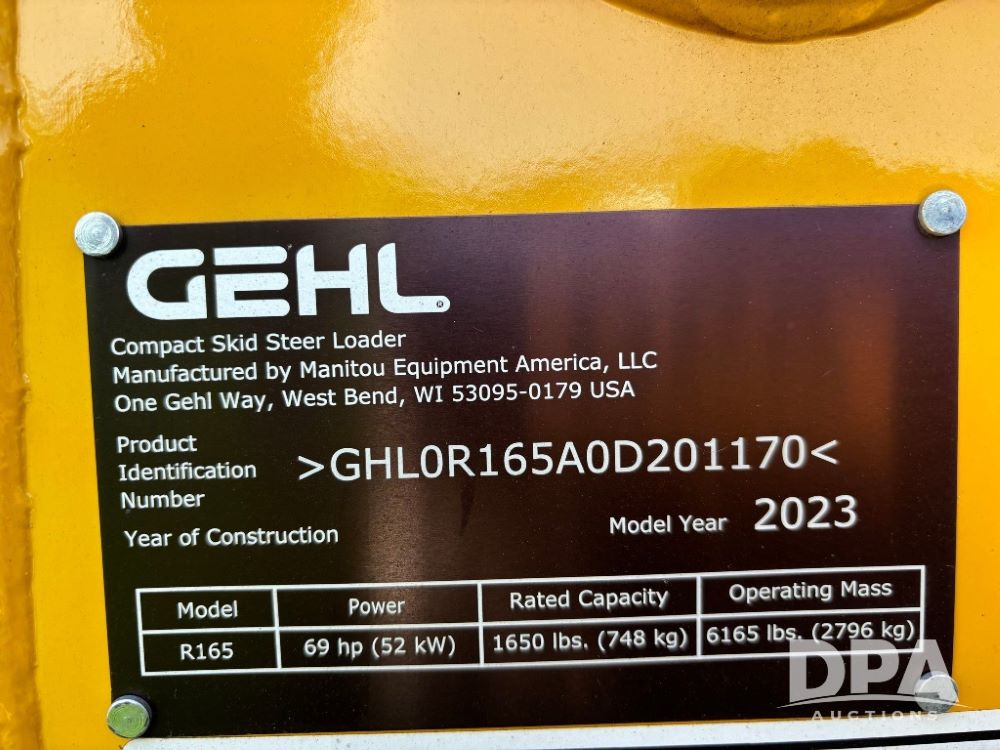 GEHL®
Compact Skid Steer Loader
Manufactured by Manitou Equipment America, LLC
One Gehl Way, West Bend, WI 53095-0179 USA
Product
Identification
Number
>GHL0R165A0D201170<
Year of Construction
Model Year 2023
Model Power Rated Capacity Operating Mass
R165 69 hp (52 kW) 1650 lbs. (748 kg) 6165 lbs. (2796 kg)
DPA
AUCTIONS